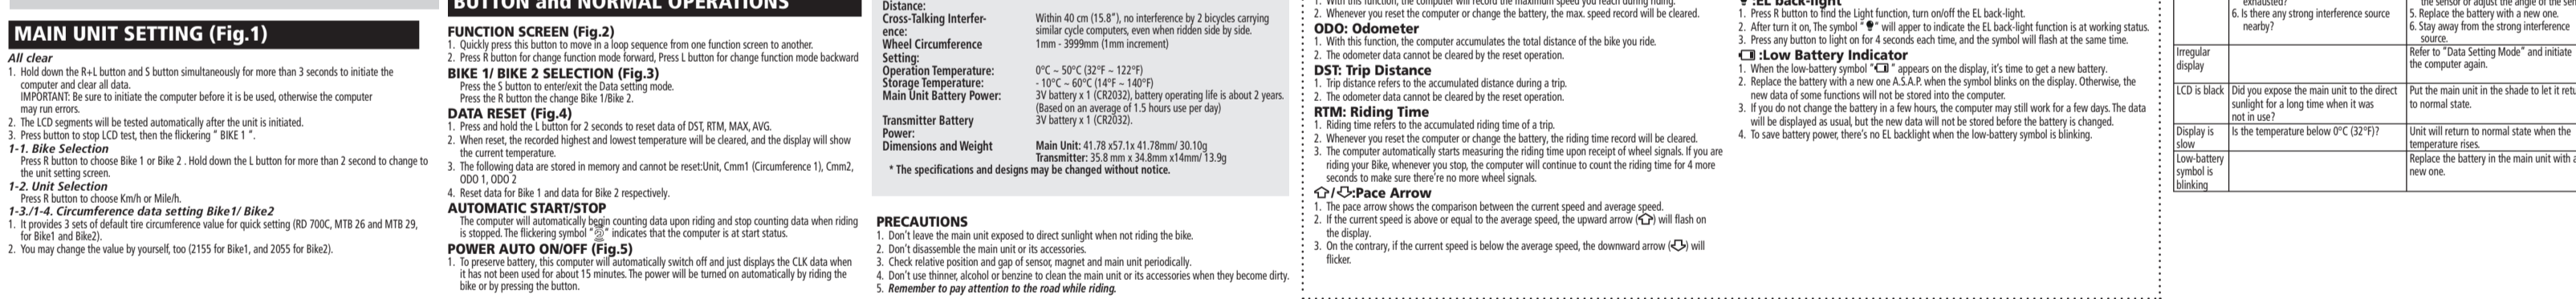 MAIN UNIT SETTING (Fig.1)
All clear
1. Hold down the R+L button and S button simultaneously for more than 3 seconds to initiate the
computer and clear all data.
IMPORTANT: Be sure to initiate the computer before it is be used, otherwise the computer
may run errors.
2. The LCD segments will be tested automatically after the unit is initiated.
3. Press button to stop LCD test, then the flickering " BIKE 1 ".
1-1. Bike Selection
Press R button to choose Bike 1 or Bike 2 . Hold down the L button for more than 2 second to change to
the unit setting screen.
1-2. Unit Selection
Press R button to choose Km/h or Mile/h.
1-3./1-4. Circumference data setting Bike1/ Bike2
1. It provides 3 sets of default tire circumference value for quick setting (RD 700C, MTB 26 and MTB 29,
for Bike1 and Bike2).
2. You may change the value by yourself, too (2155 for Bike1, and 2055 for Bike2).
BUTTON and NORMAL OPERATIONS
FUNCTION SCREEN (Fig.2)
1. Quickly press this button to move in a loop sequence from one function screen to another.
2. Press R button for change function mode forward, Press L button for change function mode backward
BIKE 1/ BIKE 2 SELECTION (Fig.3)
Press the S button to enter/exit the Data setting mode.
Press the R button the change Bike 1/Bike 2.
DATA RESET (Fig.4)
1. Press and hold the L button for 2 seconds to reset data of DST, RTM, MAX, AVG.
2. When reset, the recorded highest and lowest temperature will be cleared, and the display will show
the current temperature.
3. The following data are stored in memory and cannot be reset:Unit, Cmm1 (Circumference 1), Cmm2,
ODO 1, ODO 2
4. Reset data for Bike 1 and data for Bike 2 respectively.
AUTOMATIC START/STOP
The computer will automatically begin counting data upon riding and stop counting data when riding
is stopped. The flickering symbol " " indicates that the computer is at start status.
POWER AUTO ON/OFF (Fig.5)
1. To preserve battery, this computer will automatically switch off and just displays the CLK data when
it has not been used for about 15 minutes. The power will be turned on automatically by riding the
bike or by pressing the button.
Distance:
Cross-Talking Interfer- Within 40 cm (15.8"), no interference by 2 bicycles carrying
ence: similar cycle computers, even when ridden side by side.
Wheel Circumference 1mm - 3999mm (1mm increment)
Setting:
Operation Temperature: 0°C ~ 50°C (32°F ~ 122°F)
Storage Temperature: - 10°C ~ 60°C (14°F ~ 140°F)
Main Unit Battery Power: 3V battery x 1 (CR2032), battery operating life is about 2 years.
(Based on an average of 1.5 hours use per day)
Transmitter Battery 3V battery x 1 (CR2032).
Power:
Dimensions and Weight Main Unit: 41.78 x57.1x 41.78mm/ 30.10g
Transmitter: 35.8 mm x 34.8mm x14mm/ 13.9g
* The specifications and designs may be changed without notice.
PRECAUTIONS
1. Don't leave the main unit exposed to direct sunlight when not riding the bike.
2. Don't disassemble the main unit or its accessories.
3. Check relative position and gap of sensor, magnet and main unit periodically.
4. Don't use thinner, alcohol or benzine to clean the main unit or its accessories when they become dirty.
5. Remember to pay attention to the road while riding.
1. With this function, the computer will record the maximum speed you reach during riding.
2. Whenever you reset the computer or change the battery, the max. speed record will be cleared.
ODO: Odometer
1. With this function, the computer accumulates the total distance of the bike you ride.
2. The odometer data cannot be cleared by the reset operation.
DST: Trip Distance
1. Trip distance refers to the accumulated distance during a trip.
2. The odometer data cannot be cleared by the reset operation.
RTM: Riding Time
1. Riding time refers to the accumulated riding time of a trip.
2. Whenever you reset the computer or change the battery, the riding time record will be cleared.
3. The computer automatically starts measuring the riding time upon receipt of wheel signals. If you are
riding your Bike, whenever you stop, the computer will continue to count the riding time for 4 more
seconds to make sure there're no more wheel signals.
⇧/⇩:Pace Arrow
1. The pace arrow shows the comparison between the current speed and average speed.
2. If the current speed is above or equal to the average speed, the upward arrow (⇧) will flash on
the display.
3. On the contrary, if the current speed is below the average speed, the downward arrow (⇩) will
flicker.
:EL back-light
1. Press R button to find the Light function, turn on/off the EL back-light.
2. After turn it on, The symbol " " will apper to indicate the EL back-light function is at working status.
3. Press any button to light on for 4 seconds each time, and the symbol will flash at the same time.
:Low Battery Indicator
1. When the low-battery symbol " " appears on the display, it's time to get a new battery.
2. Replace the battery with a new one A.S.A.P. when the symbol blinks on the display. Otherwise, the
new data of some functions will not be stored into the computer.
3. If you do not change the battery in a few hours, the computer may still work for a few days. The data
will be displayed as usual, but the new data will not be stored before the battery is changed.
4. To save battery power, there's no EL backlight when the low-battery symbol is blinking.
exhausted? the sensor or adjust the angle of the
6. Is there any strong interference source 5. Replace the battery with a new one.
nearby? 6. Stay away from the strong interference
source.
Irregular Refer to "Data Setting Mode" and initiate
display the computer again.
LCD is black Did you expose the main unit to the direct Put the main unit in the shade to let it
sunlight for a long time when it was to normal state.
not in use?
Display is Is the temperature below 0°C (32°F)? Unit will return to normal state when the
slow temperature rises.
Low-battery Replace the battery in the main unit with
symbol is new one.
blinking